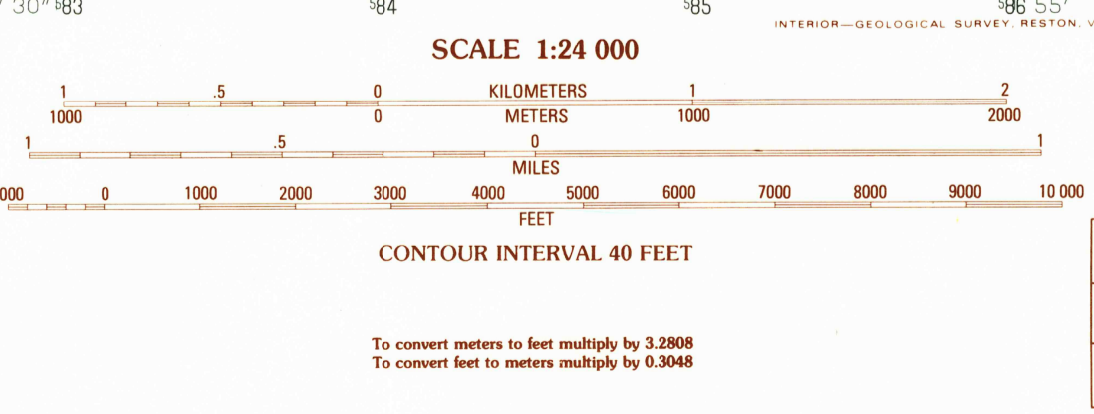 30" 583 584 585 586 55'
INTERIOR—GEOLOGICAL SURVEY, RESTON, V
SCALE 1:24 000
1 .5 0 KILOMETERS 1 2
1000 0 METERS 1000 2000
1 .5 0 1
MILES
000 0 1000 2000 3000 4000 5000 6000 7000 8000 9000 10 000
FEET
CONTOUR INTERVAL 40 FEET
To convert meters to feet multiply by 3.2808
To convert feet to meters multiply by 0.3048